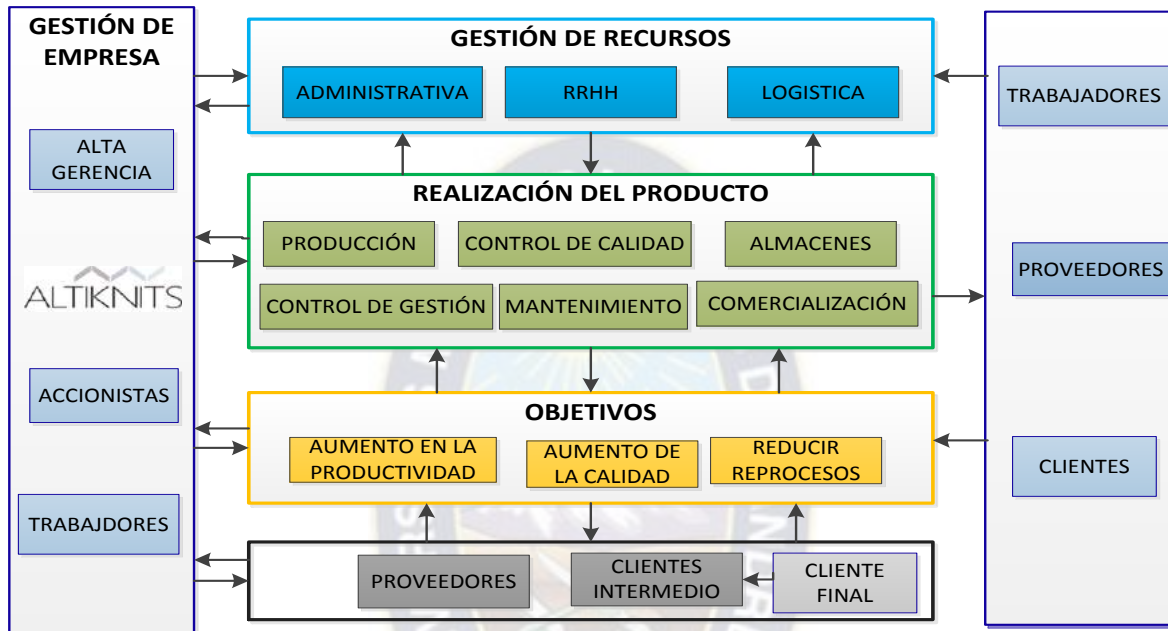 GESTIÓN DE
EMPRESA
ALTA
GERENCIA
ALTIKNITS
ACCIONISTAS
TRABAJDORES
GESTIÓN DE RECURSOS
ADMINISTRATIVA
RRHH
LOGISTICA
REALIZACIÓN DEL PRODUCTO
PRODUCCIÓN
CONTROL DE CALIDAD
ALMACENES
CONTROL DE GESTIÓN
MANTENIMIENTO
COMERCIALIZACIÓN
OBJETIVOS
AUMENTO EN LA
PRODUCTIVIDAD
AUMENTO DE
LA CALIDAD
REDUCIR
REPROCESOS
PROVEEDORES
CLIENTES
INTERMEDIO
CLIENTE
FINAL
TRABAJADORES
PROVEEDORES
CLIENTES